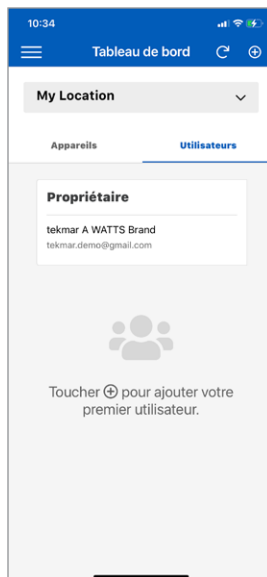 10:34
Tableau de bord
My Location
Appareils Utilisateurs
Propriétaire
tekmar A WATTS Brand
tekmar.demo@gmail.com
Toucher ⊕ pour ajouter votre
premier utilisateur.